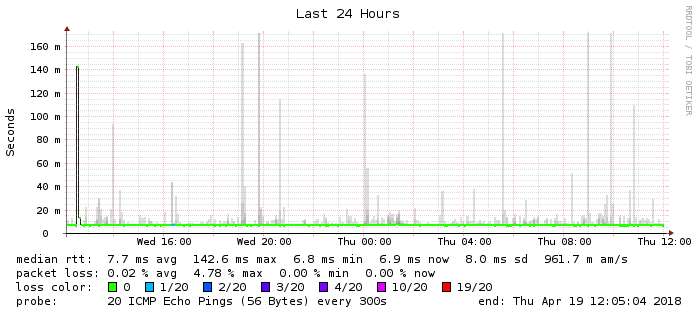 Last 24 Hours
RRDTOOL / TOBI OETIKER
Seconds
160 m
140 m
120 m
100 m
80 m
60 m
40 m
20 m
0
Wed 16:00 Wed 20:00 Thu 00:00 Thu 04:00 Thu 08:00 Thu 12:00
median rtt: 7.7 ms avg 142.6 ms max 6.8 ms min 6.9 ms now 8.0 ms sd 961.7 m am/s
packet loss: 0.02 % avg 4.78 % max 0.00 % min 0.00 % now
loss color: 0 1/20 2/20 3/20 4/20 10/20 19/20
probe: 20 ICMP Echo Pings (56 Bytes) every 300s end: Thu Apr 19 12:05:04 2018